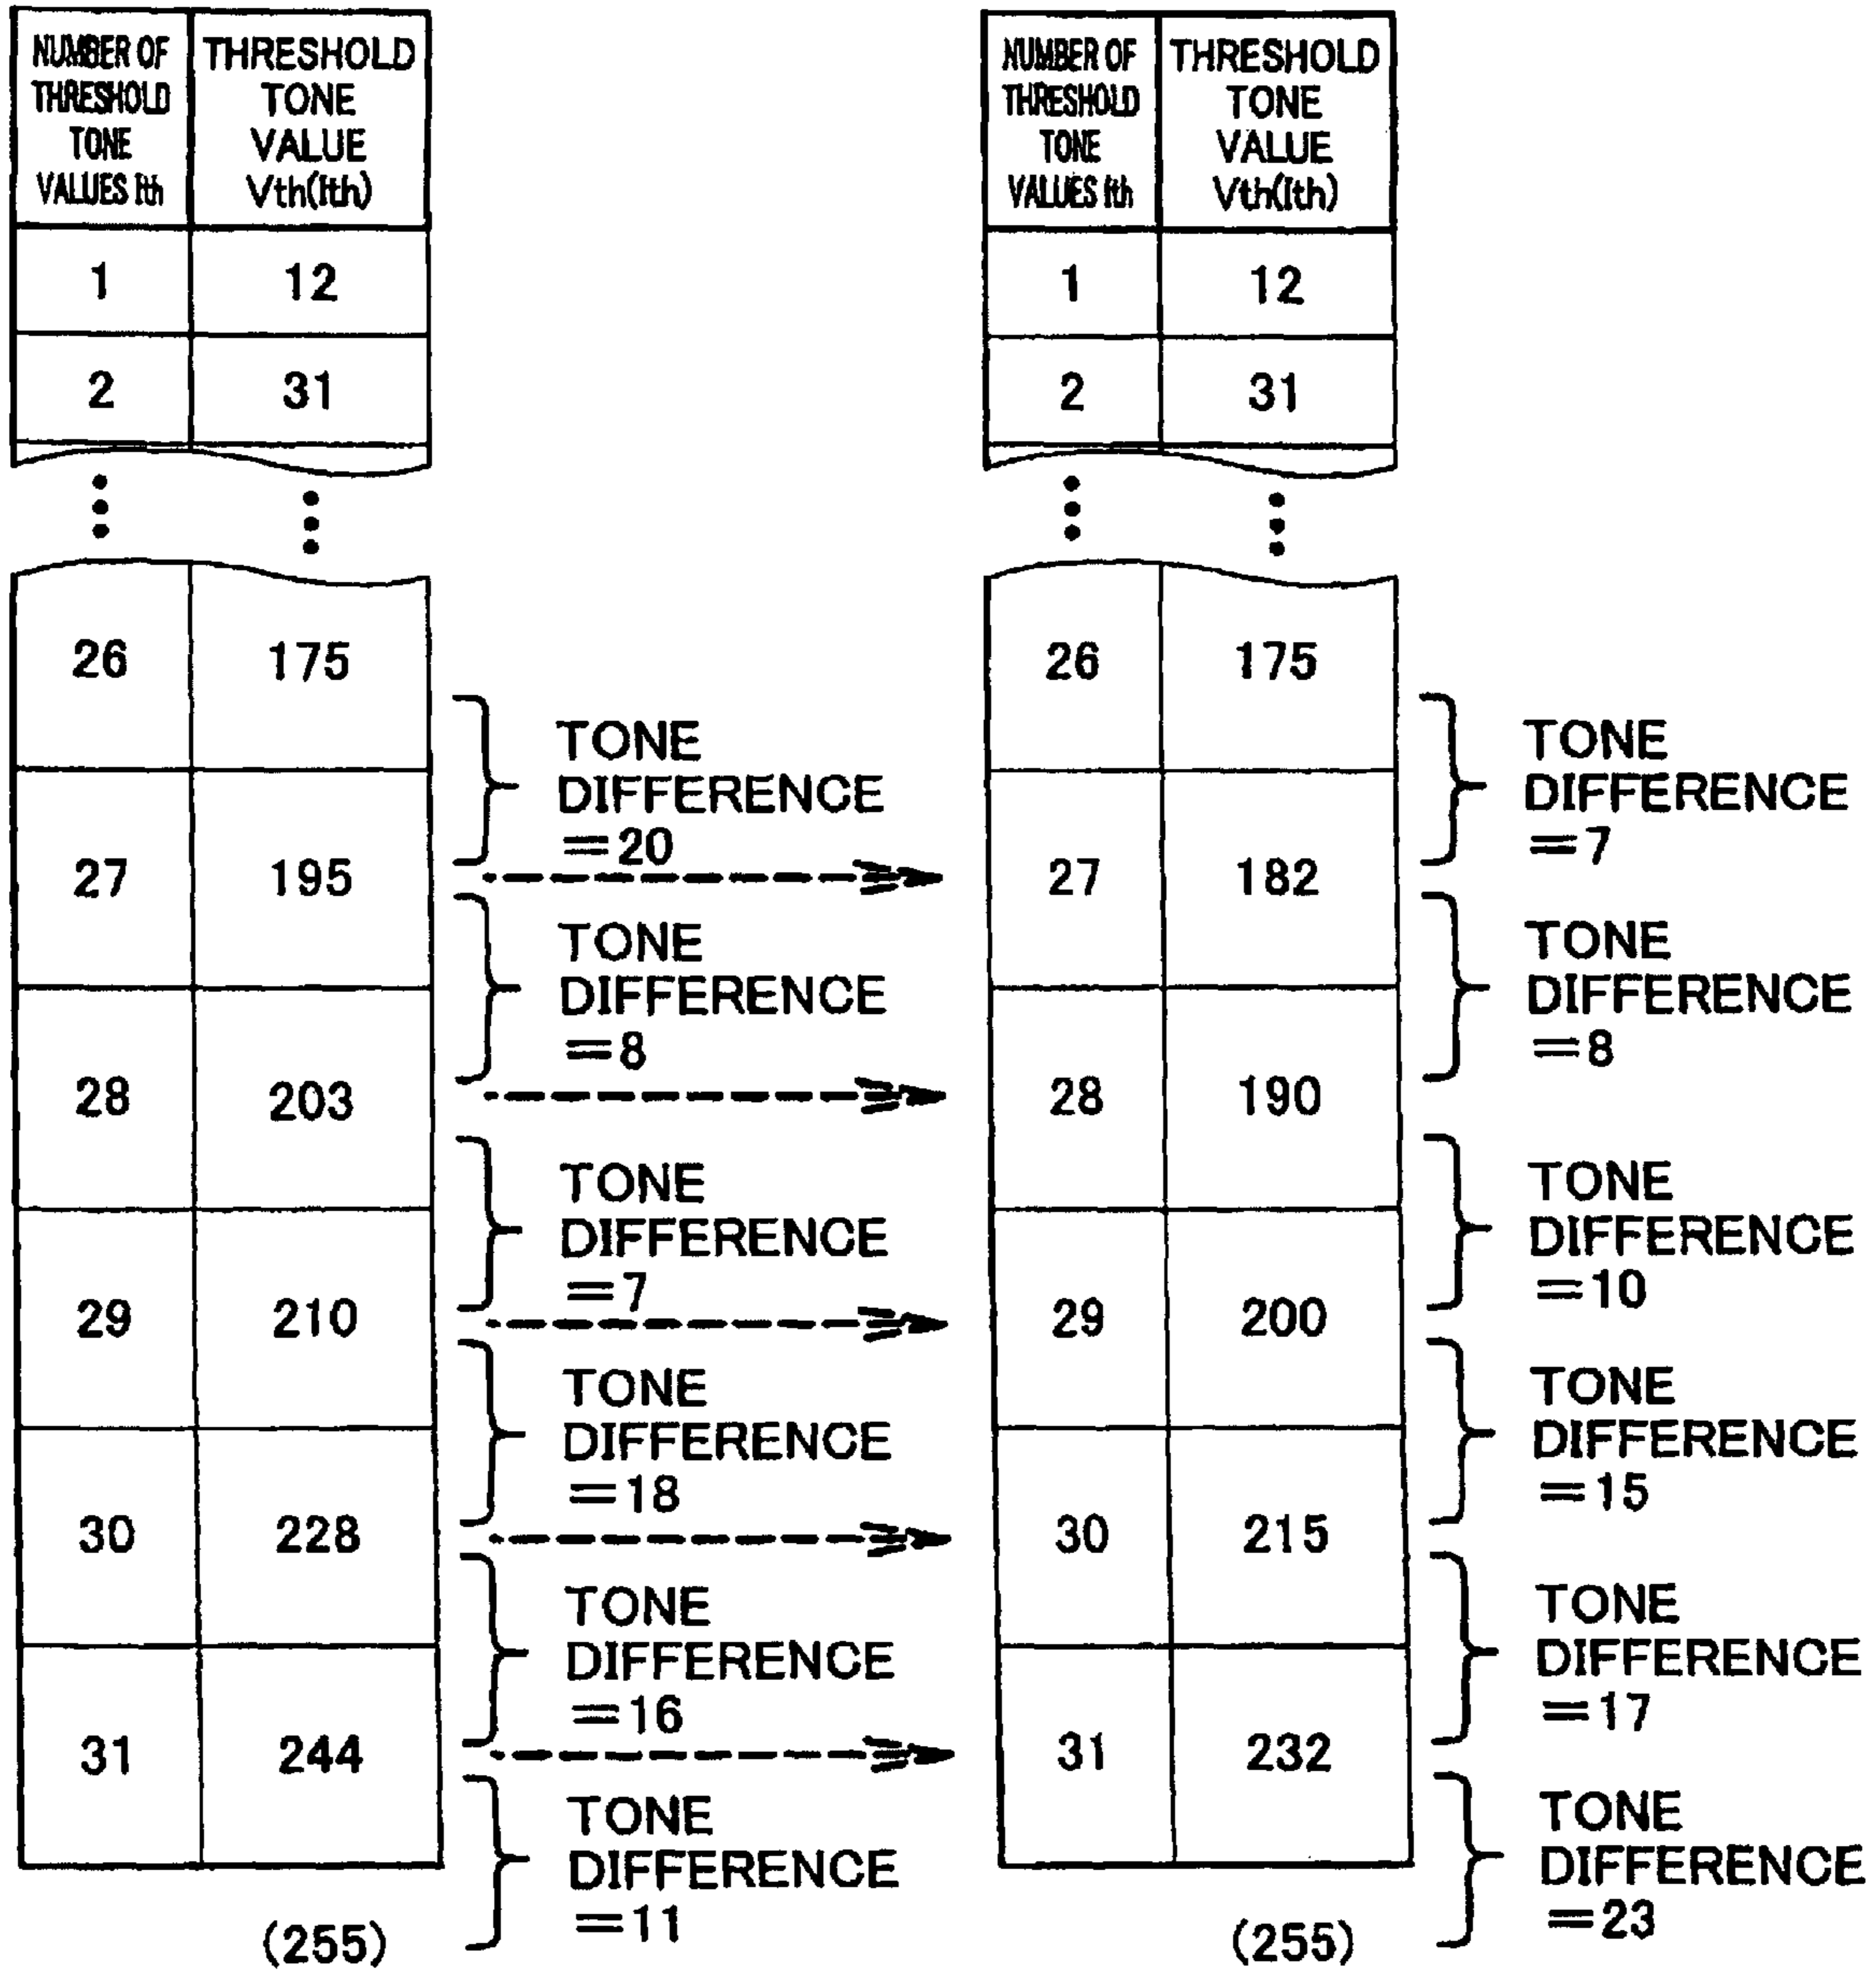 NUMBER OF
THRESHOLD
TONE
VALUES Ith
THRESHOLD
TONE
VALUE
Vth(Ith)
1
12
2
31
26
175
27
195
28
203
29
210
30
228
31
244
(255)
TONE
DIFFERENCE
=20
TONE
DIFFERENCE
=8
TONE
DIFFERENCE
=7
TONE
DIFFERENCE
=18
TONE
DIFFERENCE
=16
TONE
DIFFERENCE
=11
NUMBER OF
THRESHOLD
TONE
VALUES Ith
THRESHOLD
TONE
VALUE
Vth(Ith)
1
12
2
31
26
175
27
182
28
190
29
200
30
215
31
232
(255)
TONE
DIFFERENCE
=7
TONE
DIFFERENCE
=8
TONE
DIFFERENCE
=10
TONE
DIFFERENCE
=15
TONE
DIFFERENCE
=17
TONE
DIFFERENCE
=23